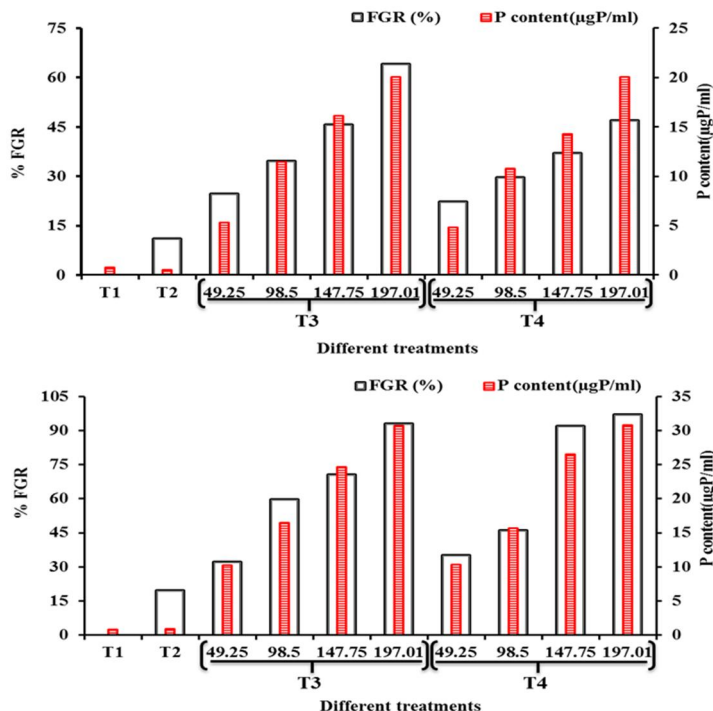 FGR (%) P content(µgP/ml)
75 25
60 20
45 15
30 10
15 5
0 0
% FGR
P content(µgP/ml)
T1 T2 49.25 98.5 147.75 197.01 49.25 98.5 147.75 197.01
T3 T4
Different treatments
FGR (%) P content(µgP/ml)
105 35
90 30
75 25
60 20
45 15
30 10
15 5
0 0
% FGR
P content(µgP/ml)
T1 T2 49.25 98.5 147.75 197.01 49.25 98.5 147.75 197.01
T3 T4
Different treatments